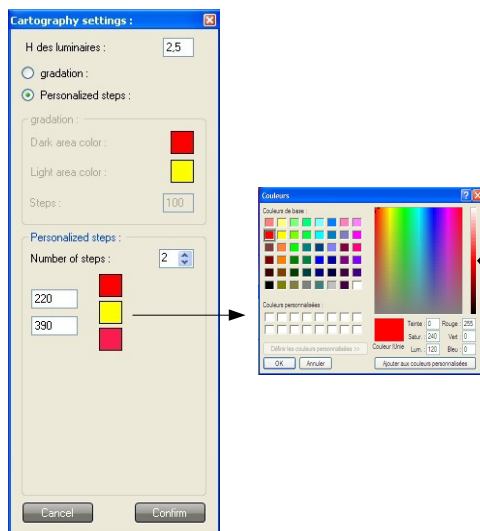 Cartography settings :
H des luminaires : 2,5
gradation :
Personalized steps :
gradation :
Dark area color :
Light area color :
Steps : 100
Personalized steps :
Number of steps : 2
220
390
Cancel Confirm
Couleurs
Couleurs de base :
Couleurs personnalisées :
Définir les couleurs personnalisées >>
OK Annuler
Couleur|Unie
Teinte : 0 Rouge : 255
Satur. : 240 Vert : 0
Lum. : 120 Bleu : 0
Ajouter aux couleurs personnalisées